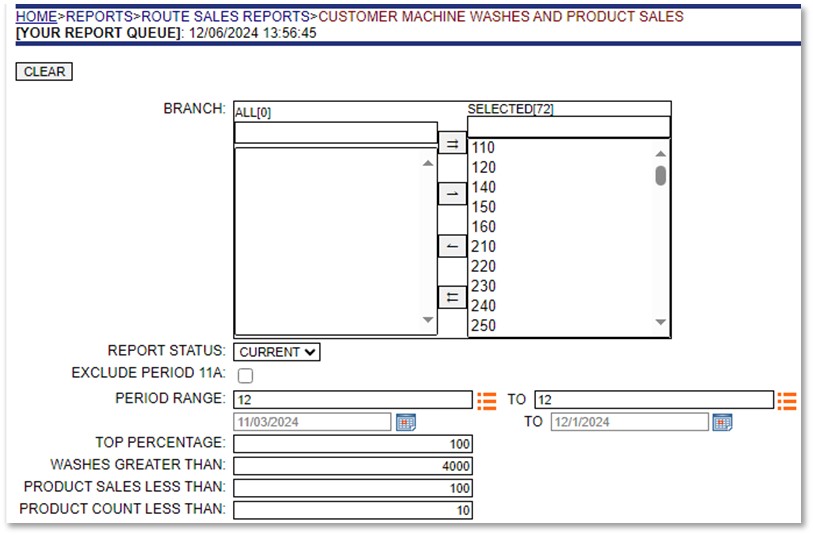 HOME>REPORTS>ROUTE SALES REPORTS>CUSTOMER MACHINE WASHES AND PRODUCT SALES
[YOUR REPORT QUEUE]: 12/06/2024 13:56:45
CLEAR
BRANCH:
ALL[0]
SELECTED[72]
110
120
140
150
160
210
220
230
240
250
REPORT STATUS: CURRENT
EXCLUDE PERIOD 11A:
PERIOD RANGE: 12 TO 12
11/03/2024 TO 12/1/2024
TOP PERCENTAGE: 100
WASHES GREATER THAN: 4000
PRODUCT SALES LESS THAN: 100
PRODUCT COUNT LESS THAN: 10